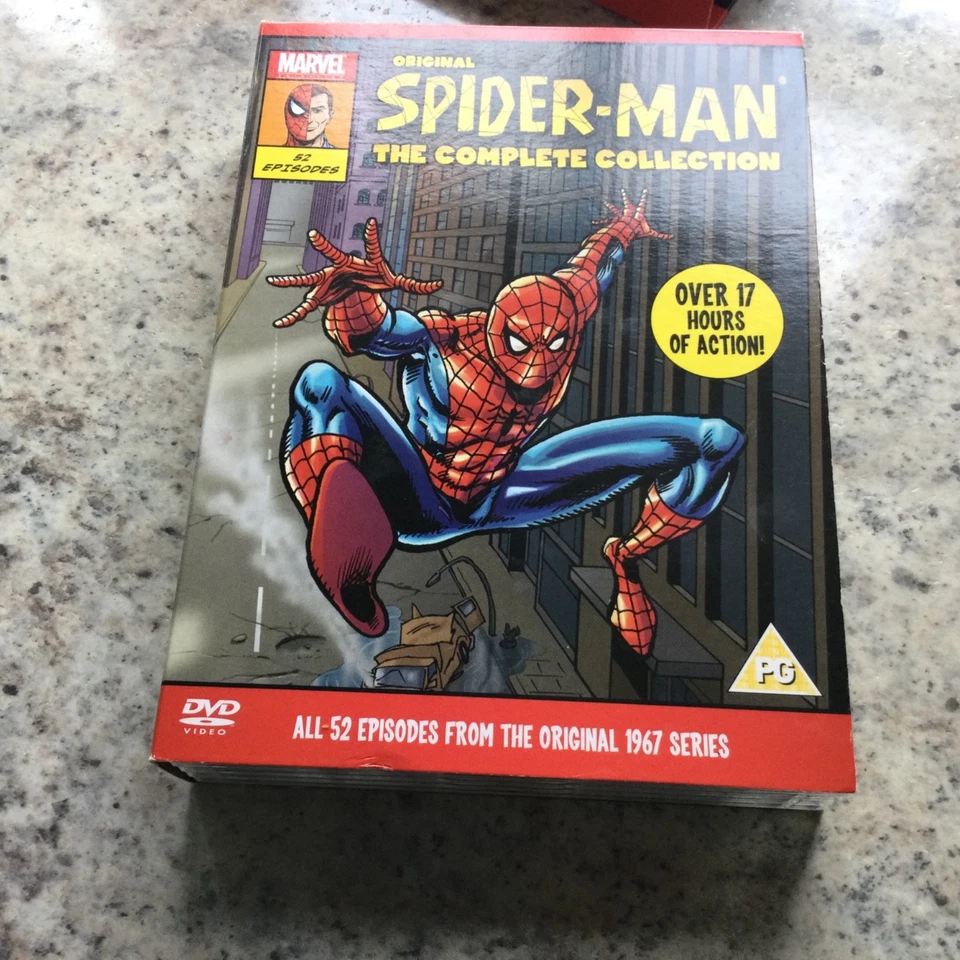 MARVEL
52
EPISODES
ORIGINAL
SPIDER-MAN
THE COMPLETE COLLECTION
OVER 17
HOURS
OF ACTION!
PG
DVD
VIDEO
ALL 52 EPISODES FROM THE ORIGINAL 1967 SERIES